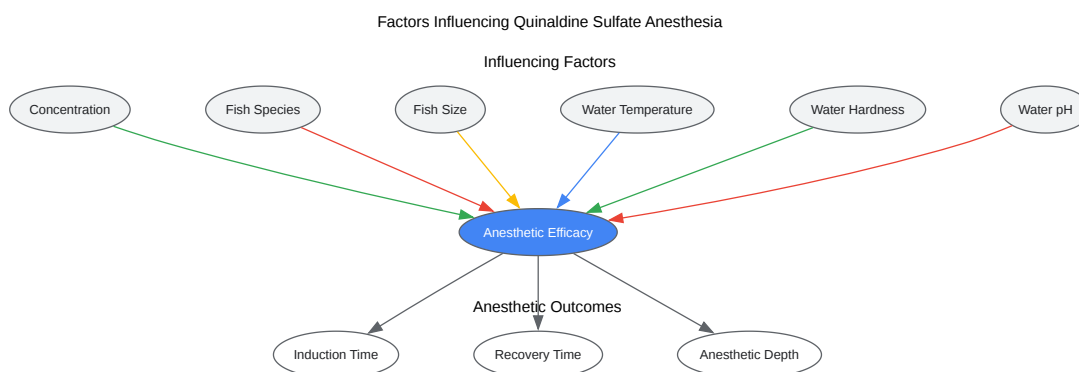 Factors Influencing Quinaldine Sulfate Anesthesia
Influencing Factors
Concentration
Fish Species
Fish Size
Water Temperature
Water Hardness
Water pH
Anesthetic Efficacy
Anesthetic Outcomes
Induction Time
Recovery Time
Anesthetic Depth